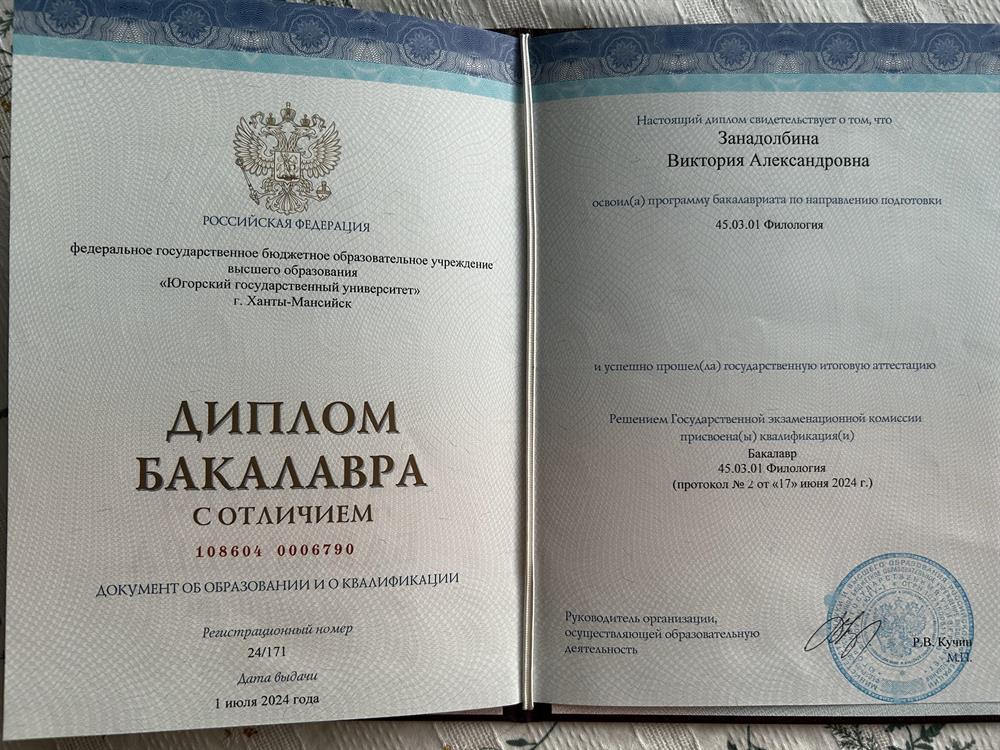 РОССИЙСКАЯ ФЕДЕРАЦИЯ
федеральное государственное бюджетное образовательное учреждение
высшего образования
«Югорский государственный университет»
г. Ханты-Мансийск
ДИПЛОМ
БАКАЛАВРА
С ОТЛИЧИЕМ
108604 0006790
ДОКУМЕНТ ОБ ОБРАЗОВАНИИ И О КВАЛИФИКАЦИИ
Регистрационный номер
24/171
Дата выдачи
1 июля 2024 года
Настоящий диплом свидетельствует о том, что
Занадолбина
Виктория Александровна
освоил(а) программу бакалавриата по направлению подготовки
45.03.01 Филология
и успешно прошел(ла) государственную итоговую аттестацию
Решением Государственной экзаменационной комиссии
присвоена(ы) квалификация(и)
Бакалавр
45.03.01 Филология
(протокол № 2 от «17» июня 2024 г.)
Руководитель организации,
осуществляющей образовательную
деятельность
Р.В. Кучин
М.П.